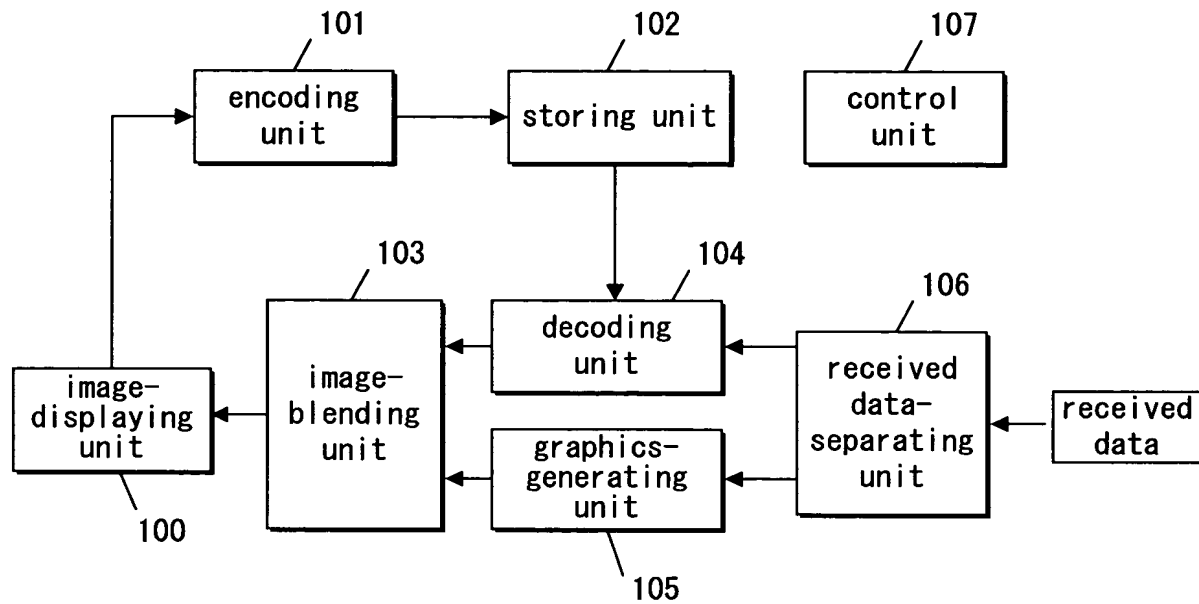 101
102
107
encoding
unit
storing unit
control
unit
103
104
106
decoding
unit
image-
displaying
unit
image-
blending
unit
received
data-
separating
unit
received
data
graphics-
generating
unit
100
105